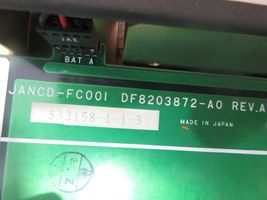 BAT A
JANCD-FC001 DF8203872-A0 REV.A
S32158-1-1-3
MADE IN JAPAN